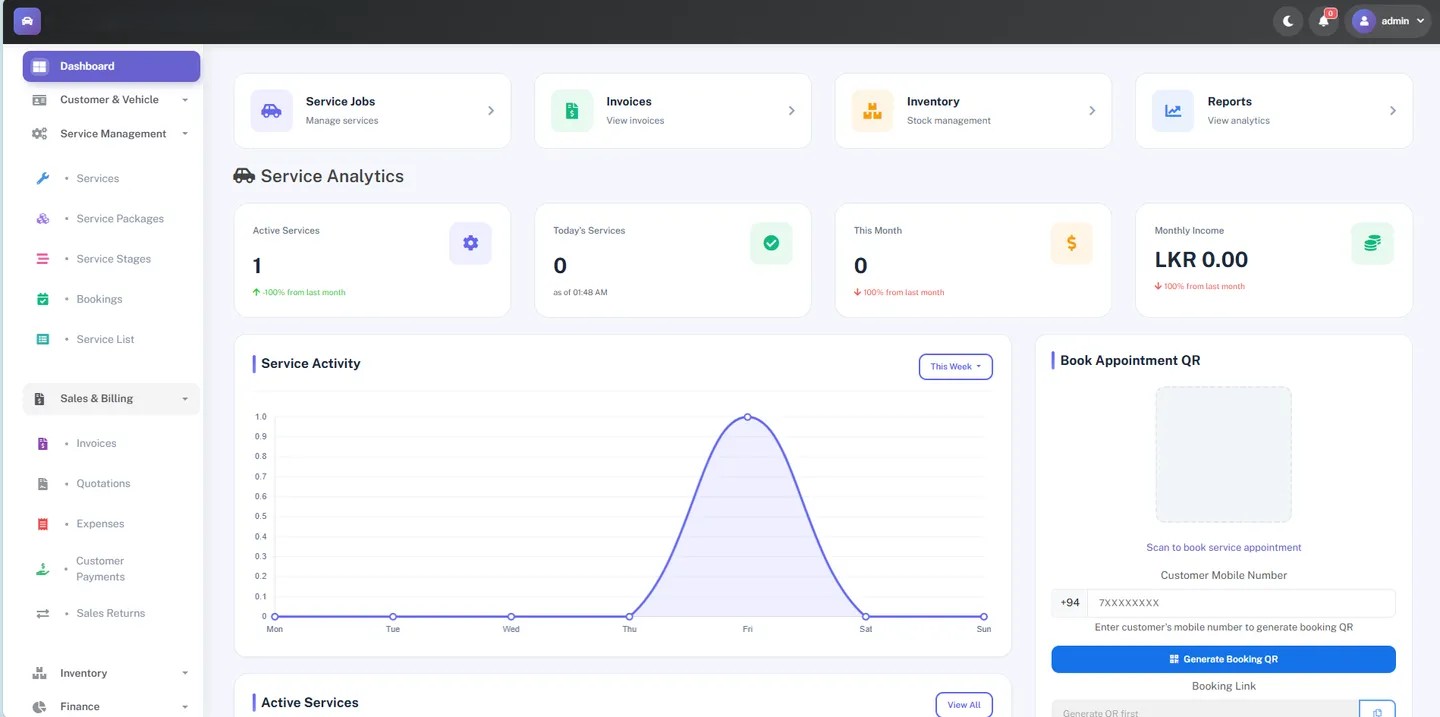 0
admin
Dashboard
Customer & Vehicle
Service Management
• Services
• Service Packages
• Service Stages
• Bookings
• Service List
Sales & Billing
• Invoices
• Quotations
• Expenses
• Customer
Payments
• Sales Returns
Inventory
Finance
Service Jobs
Manage services
Invoices
View invoices
Inventory
Stock management
Reports
View analytics
Service Analytics
Active Services
1
-100% from last month
Today's Services
0
as of 01:48 AM
This Month
0
100% from last month
Monthly Income
LKR 0.00
100% from last month
Service Activity
This Week
1.0
0.9
0.8
0.7
0.6
0.5
0.4
0.3
0.2
0.1
0
Mon Tue Wed Thu Fri Sat Sun
Active Services
View All
Book Appointment QR
Scan to book service appointment
Customer Mobile Number
+94 7XXXXXXXX
Enter customer's mobile number to generate booking QR
Generate Booking QR
Booking Link
Generate QR first